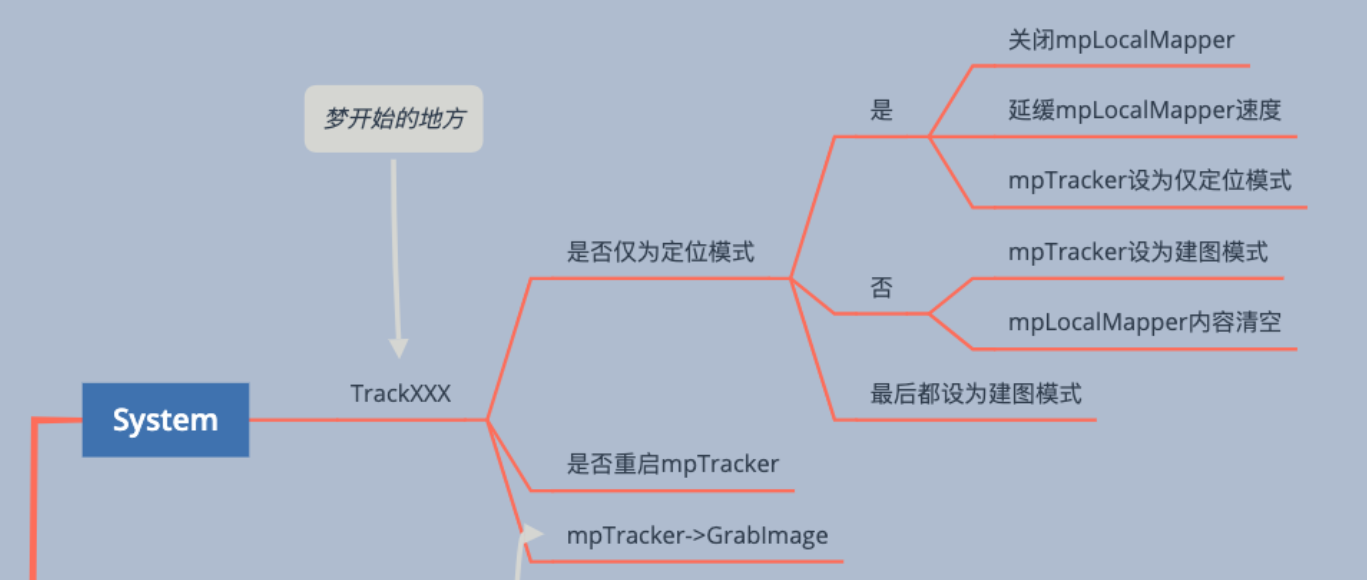 关闭mpLocalMapper
梦开始的地方
是
延缓mpLocalMapper速度
mpTracker设为仅定位模式
是否仅为定位模式
mpTracker设为建图模式
否
mpLocalMapper内容清空
TrackXXX
最后都设为建图模式
System
是否重启mpTracker
mpTracker->GrabImage